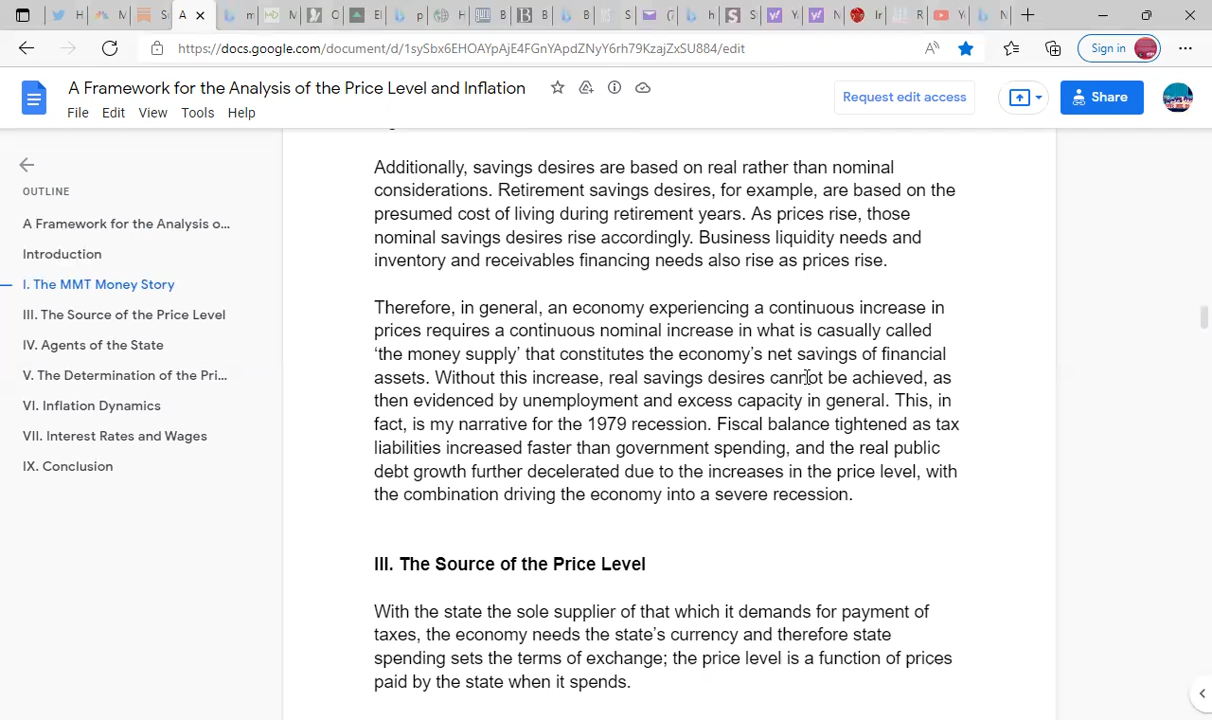 https://docs.google.com/document/d/1sySbx6EHOAYpAjE4FGnYApdZNyY6rh79KzajZxSU884/edit
Sign in
A Framework for the Analysis of the Price Level and Inflation
File Edit View Tools Help
Request edit access
Share
OUTLINE
A Framework for the Analysis o...
Introduction
I. The MMT Money Story
III. The Source of the Price Level
IV. Agents of the State
V. The Determination of the Pri...
VI. Inflation Dynamics
VII. Interest Rates and Wages
IX. Conclusion
Additionally, savings desires are based on real rather than nominal
considerations. Retirement savings desires, for example, are based on the
presumed cost of living during retirement years. As prices rise, those
nominal savings desires rise accordingly. Business liquidity needs and
inventory and receivables financing needs also rise as prices rise.
Therefore, in general, an economy experiencing a continuous increase in
prices requires a continuous nominal increase in what is casually called
‘the money supply’ that constitutes the economy’s net savings of financial
assets. Without this increase, real savings desires cannot be achieved, as
then evidenced by unemployment and excess capacity in general. This, in
fact, is my narrative for the 1979 recession. Fiscal balance tightened as tax
liabilities increased faster than government spending, and the real public
debt growth further decelerated due to the increases in the price level, with
the combination driving the economy into a severe recession.
III. The Source of the Price Level
With the state the sole supplier of that which it demands for payment of
taxes, the economy needs the state’s currency and therefore state
spending sets the terms of exchange; the price level is a function of prices
paid by the state when it spends.